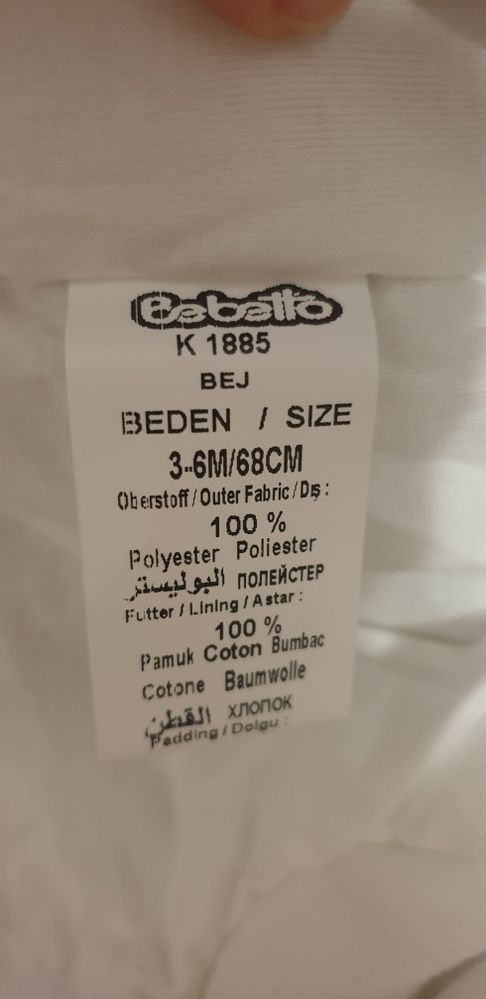 Bebetto
K 1885
BEJ
BEDEN / SIZE
3-6M/68CM
Oberstoff / Outer Fabric / Dış :
100 %
Polyester Poliester
البوليستر ПОЛЕЙСТЕР
Futter / Lining / Astar :
100 %
Pamuk Coton Bumbac
Cotone Baumwolle
القطن ХЛОПОК
Padding / Dolgu :